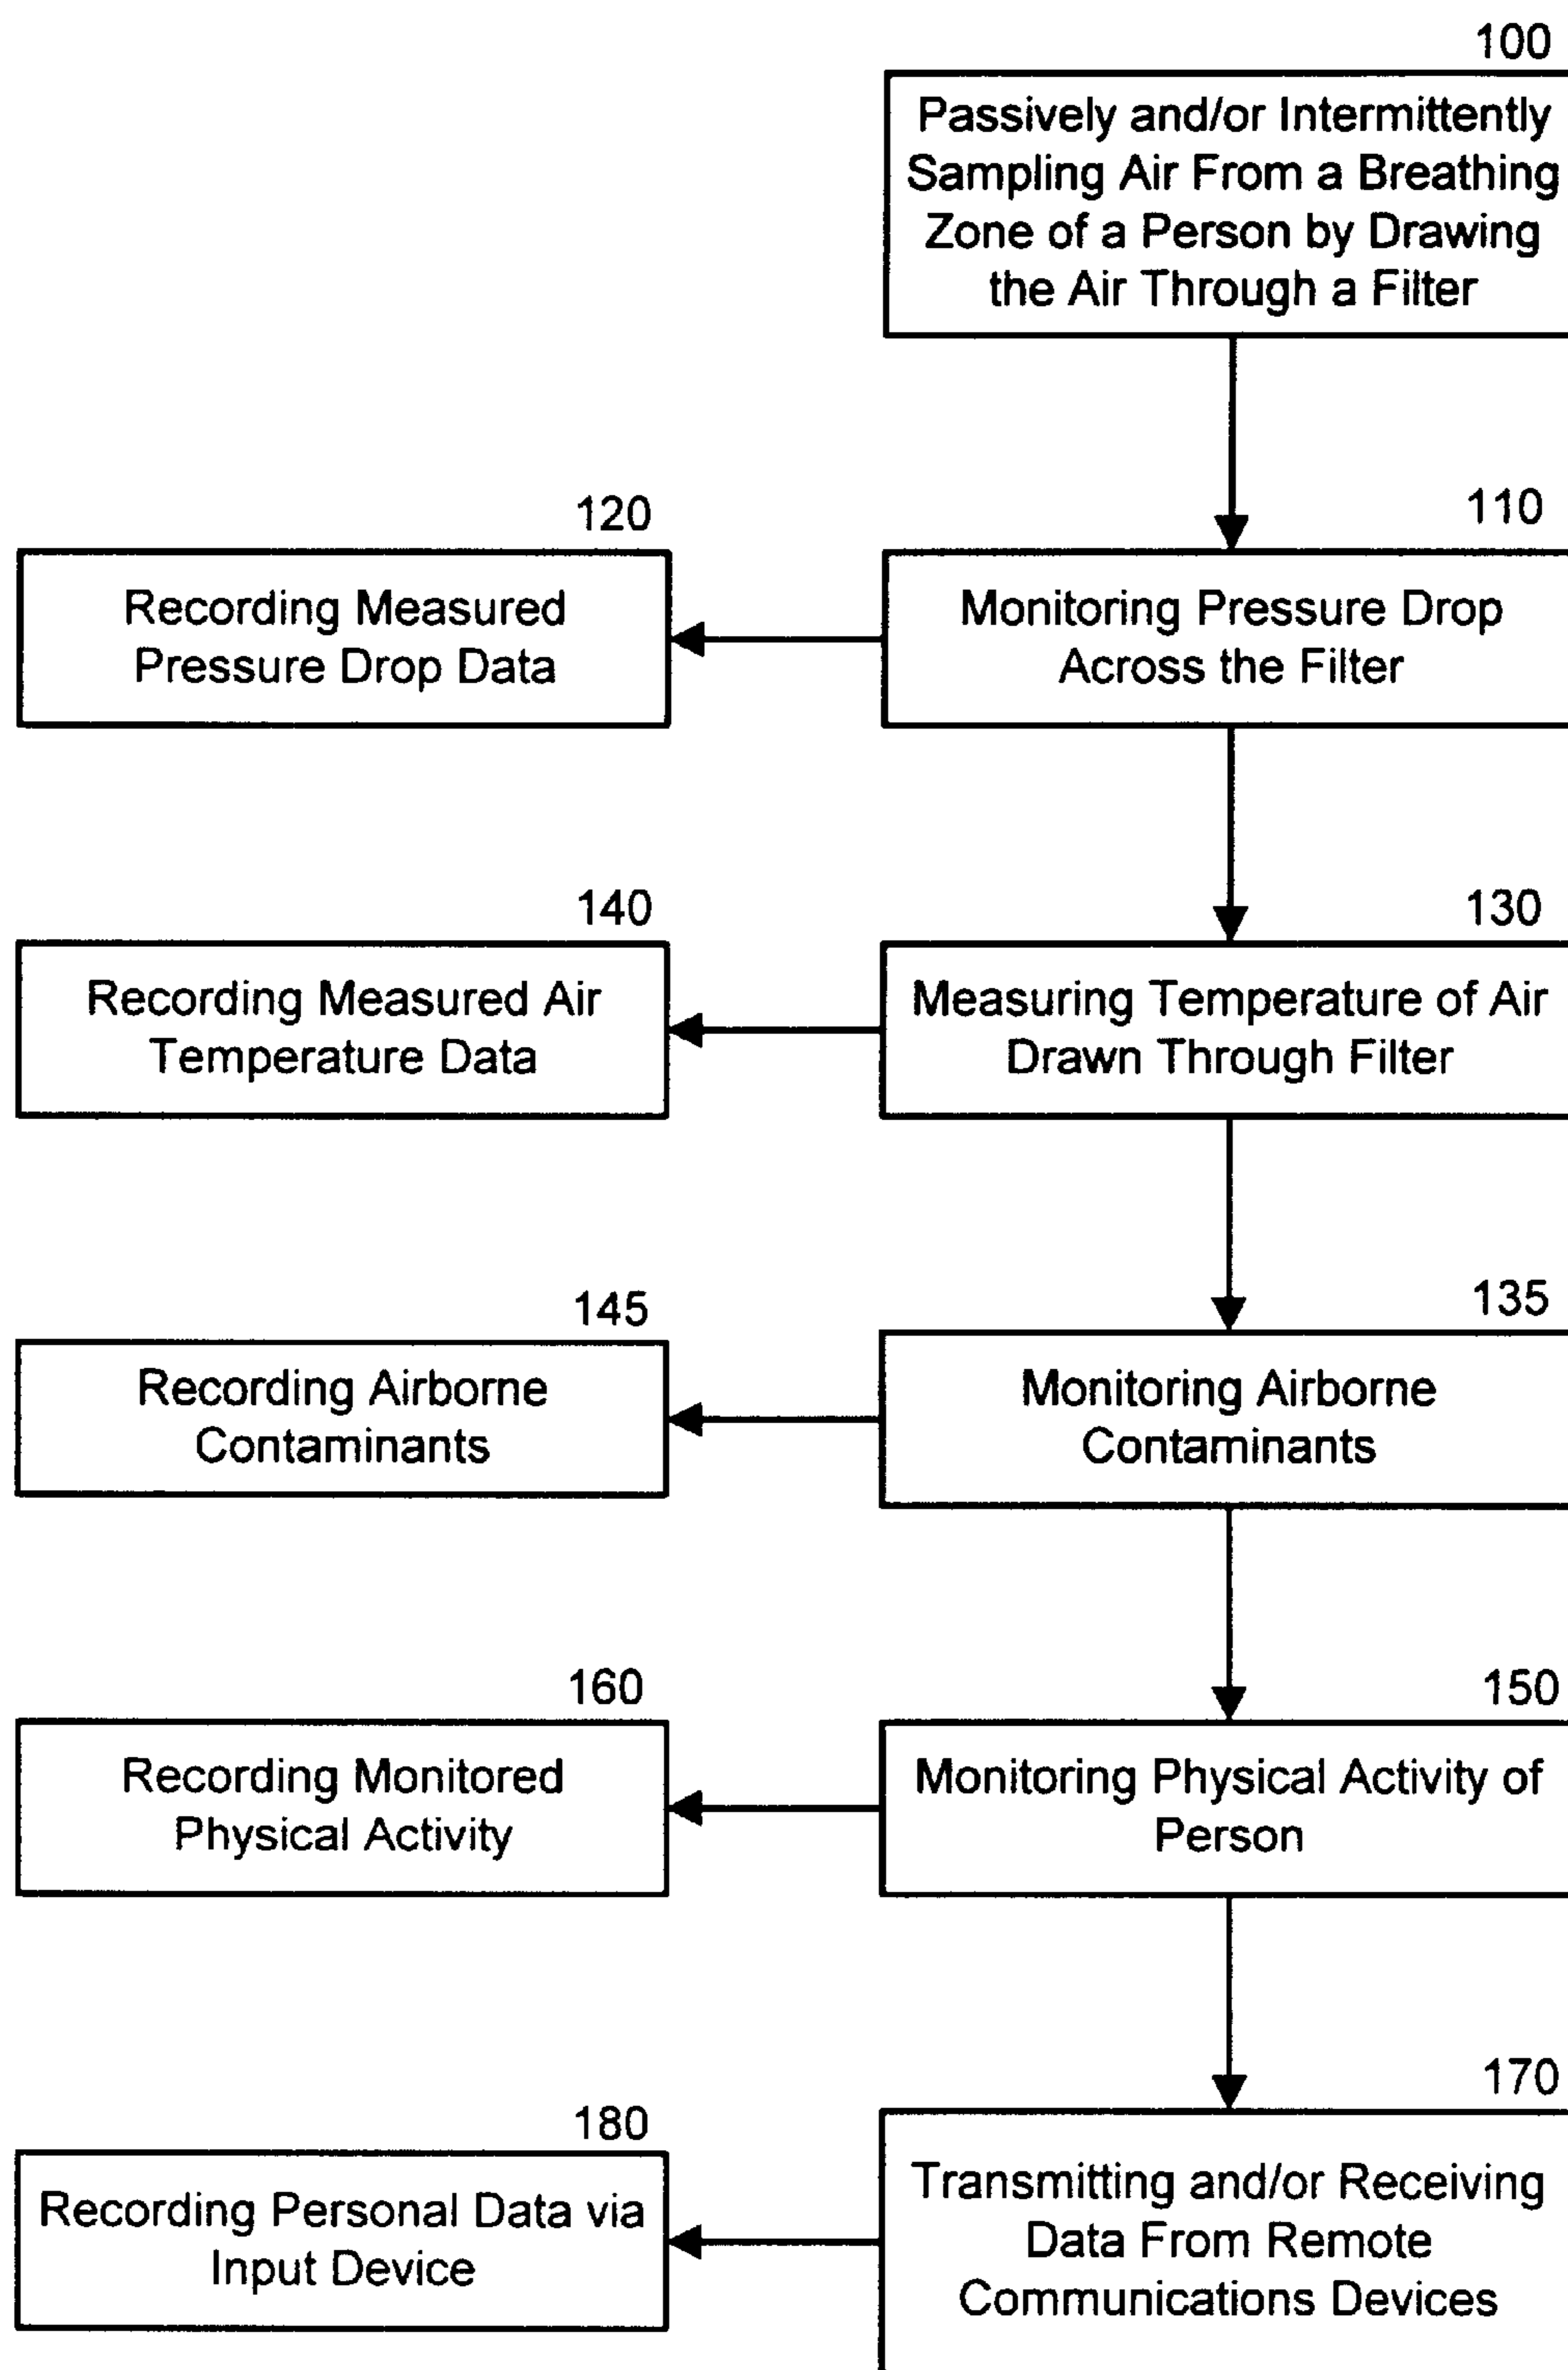 100
Passively and/or Intermittently
Sampling Air From a Breathing
Zone of a Person by Drawing
the Air Through a Filter
120
Recording Measured
Pressure Drop Data
110
Monitoring Pressure Drop
Across the Filter
140
Recording Measured Air
Temperature Data
130
Measuring Temperature of Air
Drawn Through Filter
145
Recording Airborne
Contaminants
135
Monitoring Airborne
Contaminants
160
Recording Monitored
Physical Activity
150
Monitoring Physical Activity of
Person
180
Recording Personal Data via
Input Device
170
Transmitting and/or Receiving
Data From Remote
Communications Devices